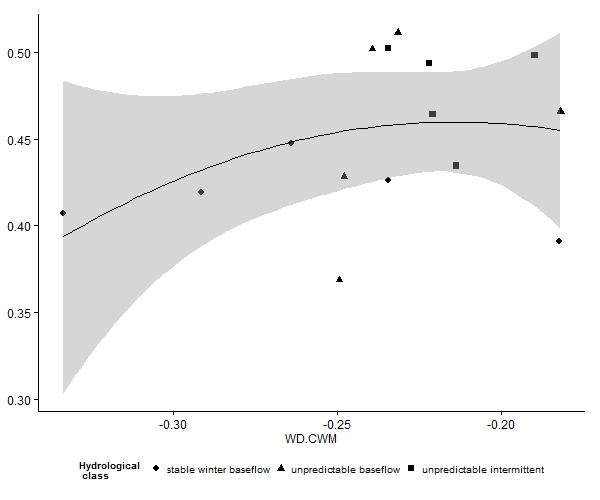 0.50
0.45
0.40
0.35
0.30
-0.30 -0.25 -0.20
WD.CWM
Hydrological
class
stable winter baseflow unpredictable baseflow unpredictable intermittent